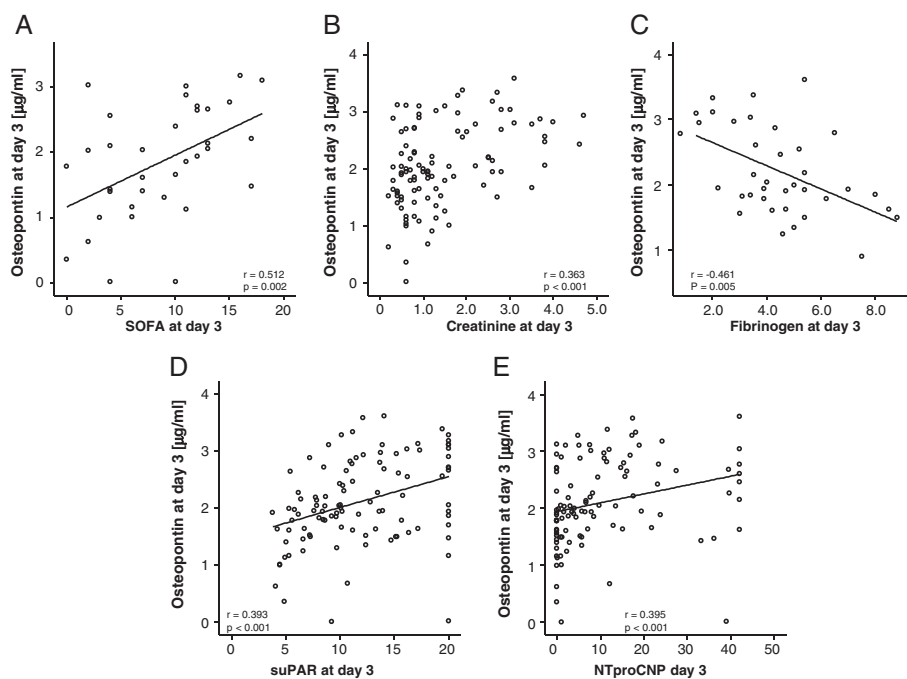 A
Osteopontin at day 3 [µg/ml]
3
2
1
0
r = 0.512
p = 0.002
0 5 10 15 20
SOFA at day 3
B
Osteopontin at day 3 [µg/ml]
4
3
2
1
0
r = 0.363
p < 0.001
0 1.0 2.0 3.0 4.0 5.0
Creatinine at day 3
C
Osteopontin at day 3 [µg/ml]
4
3
2
1
0
r = -0.461
P = 0.005
2.0 4.0 6.0 8.0
Fibrinogen at day 3
D
Osteopontin at day 3 [µg/ml]
4
3
2
1
0
r = 0.393
p < 0.001
0 5 10 15 20
suPAR at day 3
E
Osteopontin at day 3 [µg/ml]
4
3
2
1
0
r = 0.395
p < 0.001
0 10 20 30 40 50
NTproCNP day 3